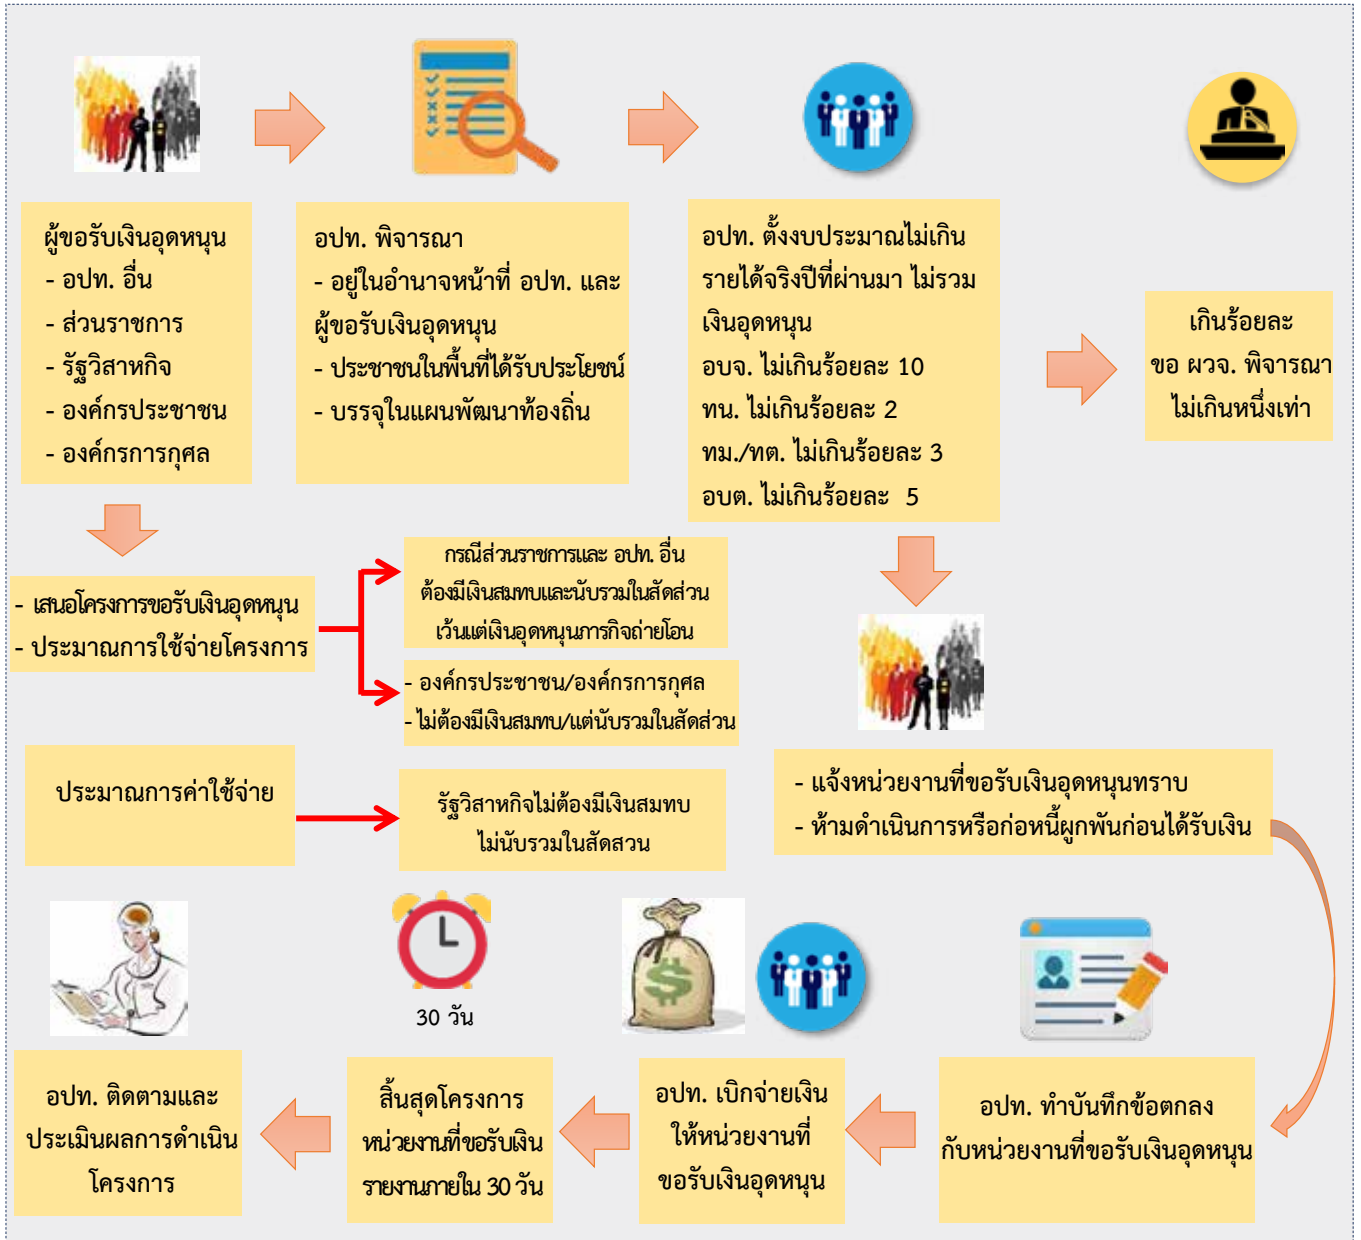 ผู้ขอรับเงินอุดหนุน
- อปท. อื่น
- ส่วนราชการ
- รัฐวิสาหกิจ
- องค์กรประชาชน
- องค์กรการกุศล
อปท. พิจารณา
- อยู่ในอำนาจหน้าที่ อปท. และ
ผู้ขอรับเงินอุดหนุน
- ประชาชนในพื้นที่ได้รับประโยชน์
- บรรจุในแผนพัฒนาท้องถิ่น
อปท. ตั้งงบประมาณไม่เกิน
รายได้จริงปีที่ผ่านมา ไม่รวม
เงินอุดหนุน
อบจ. ไม่เกินร้อยละ 10
ทน. ไม่เกินร้อยละ 2
ทม./ทต. ไม่เกินร้อยละ 3
อบต. ไม่เกินร้อยละ 5
เกินร้อยละ
ขอ ผวจ. พิจารณา
ไม่เกินหนึ่งเท่า
- เสนอโครงการขอรับเงินอุดหนุน
- ประมาณการใช้จ่ายโครงการ
กรณีส่วนราชการและ อปท. อื่น
ต้องมีเงินสมทบและนับรวมในสัดส่วน
เว้นแต่เงินอุดหนุนภารกิจถ่ายโอน
- องค์กรประชาชน/องค์กรการกุศล
- ไม่ต้องมีเงินสมทบ/แต่นับรวมในสัดส่วน
ประมาณการค่าใช้จ่าย
รัฐวิสาหกิจไม่ต้องมีเงินสมทบ
ไม่นับรวมในสัดสวน
- แจ้งหน่วยงานที่ขอรับเงินอุดหนุนทราบ
- ห้ามดำเนินการหรือก่อหนี้ผูกพันก่อนได้รับเงิน
30 วัน
อปท. ติดตามและ
ประเมินผลการดำเนิน
โครงการ
สิ้นสุดโครงการ
หน่วยงานที่ขอรับเงิน
รายงานภายใน 30 วัน
อปท. เบิกจ่ายเงิน
ให้หน่วยงานที่
ขอรับเงินอุดหนุน
อปท. ทำบันทึกข้อตกลง
กับหน่วยงานที่ขอรับเงินอุดหนุน